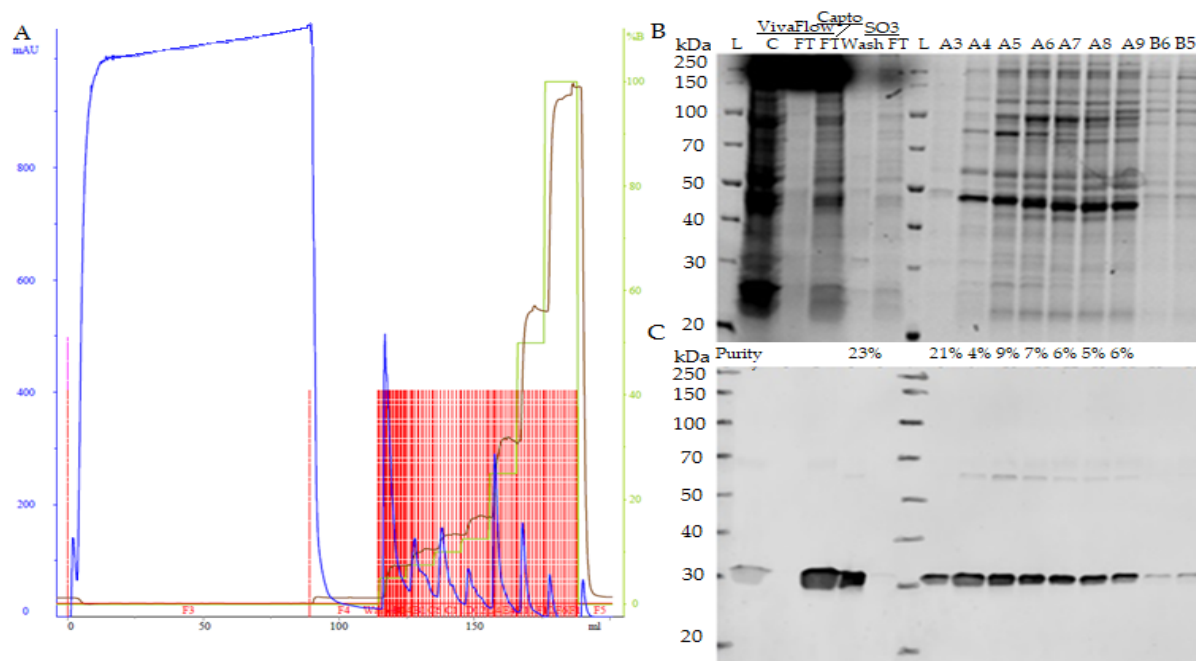 A
mAU
%B
100
800
80
600
60
400
40
200
20
0
0
F3
F4
F5
0
50
100
150
ml
B
VivaFlow
Capto
SO3
kDa
L
C
FT
FT
Wash
FT
L
A3
A4
A5
A6
A7
A8
A9
B6
B5
250
150
100
70
50
40
30
20
C
kDa
Purity
23%
21%
4%
9%
7%
6%
5%
6%
250
150
100
70
50
40
30
20